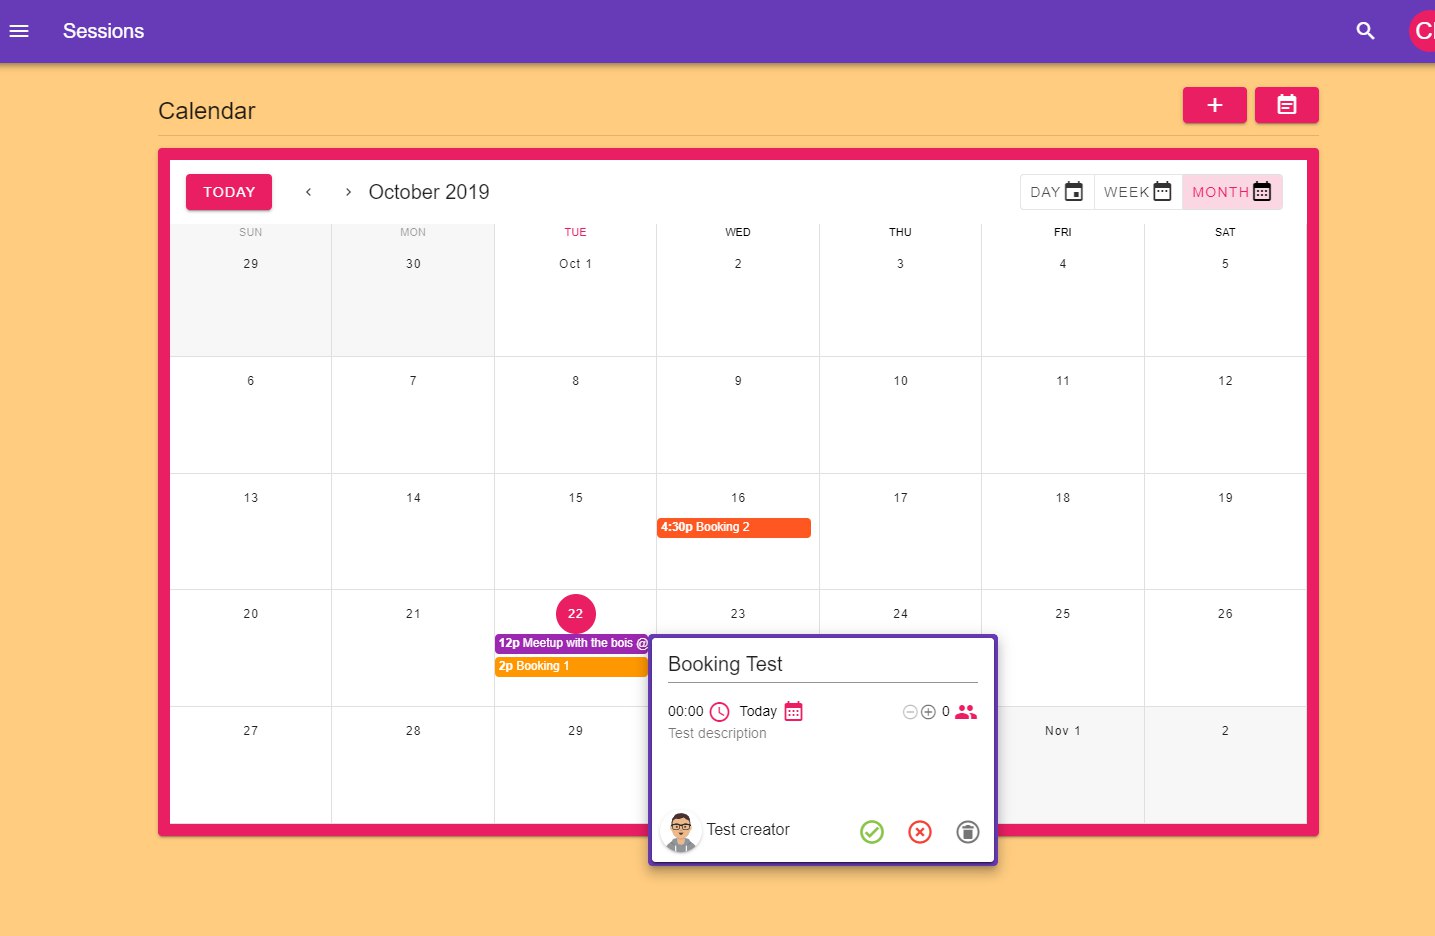 Sessions
Calendar
TODAY
October 2019
DAY
WEEK
MONTH
SUN MON TUE WED THU FRI SAT
29 30 Oct 1 2 3 4 5
6 7 8 9 10 11 12
13 14 15 16 17 18 19
4:30p Booking 2
20 21 22 23 24 25 26
12p Meetup with the bois @
2p Booking 1
27 28 29 Nov 1 2
Booking Test
00:00 Today 0
Test description
Test creator